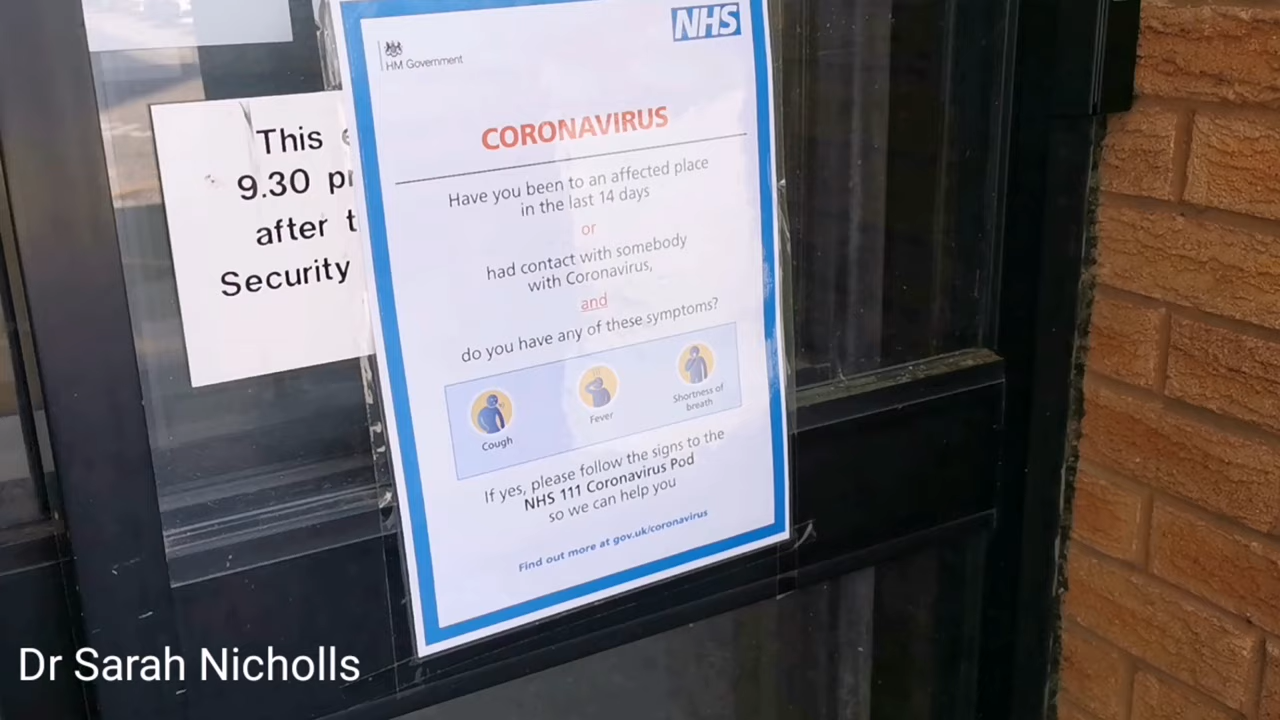 NHS
HM Government
CORONAVIRUS
Have you been to an affected place
in the last 14 days
or
had contact with somebody
with Coronavirus,
and
do you have any of these symptoms?
Cough
Fever
Shortness of
breath
If yes, please follow the signs to the
NHS 111 Coronavirus Pod
so we can help you
Find out more at gov.uk/coronavirus
This
9.30
after
Security
Dr Sarah Nicholls